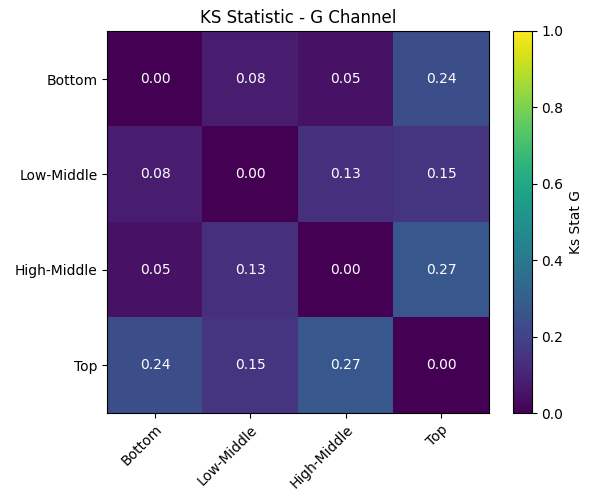 KS Statistic - G Channel
Bottom 0.00 0.08 0.05 0.24
Low-Middle 0.08 0.00 0.13 0.15
High-Middle 0.05 0.13 0.00 0.27
Top 0.24 0.15 0.27 0.00
Bottom Low-Middle High-Middle Top
1.0
0.8
0.6
0.4
0.2
0.0
Ks Stat G